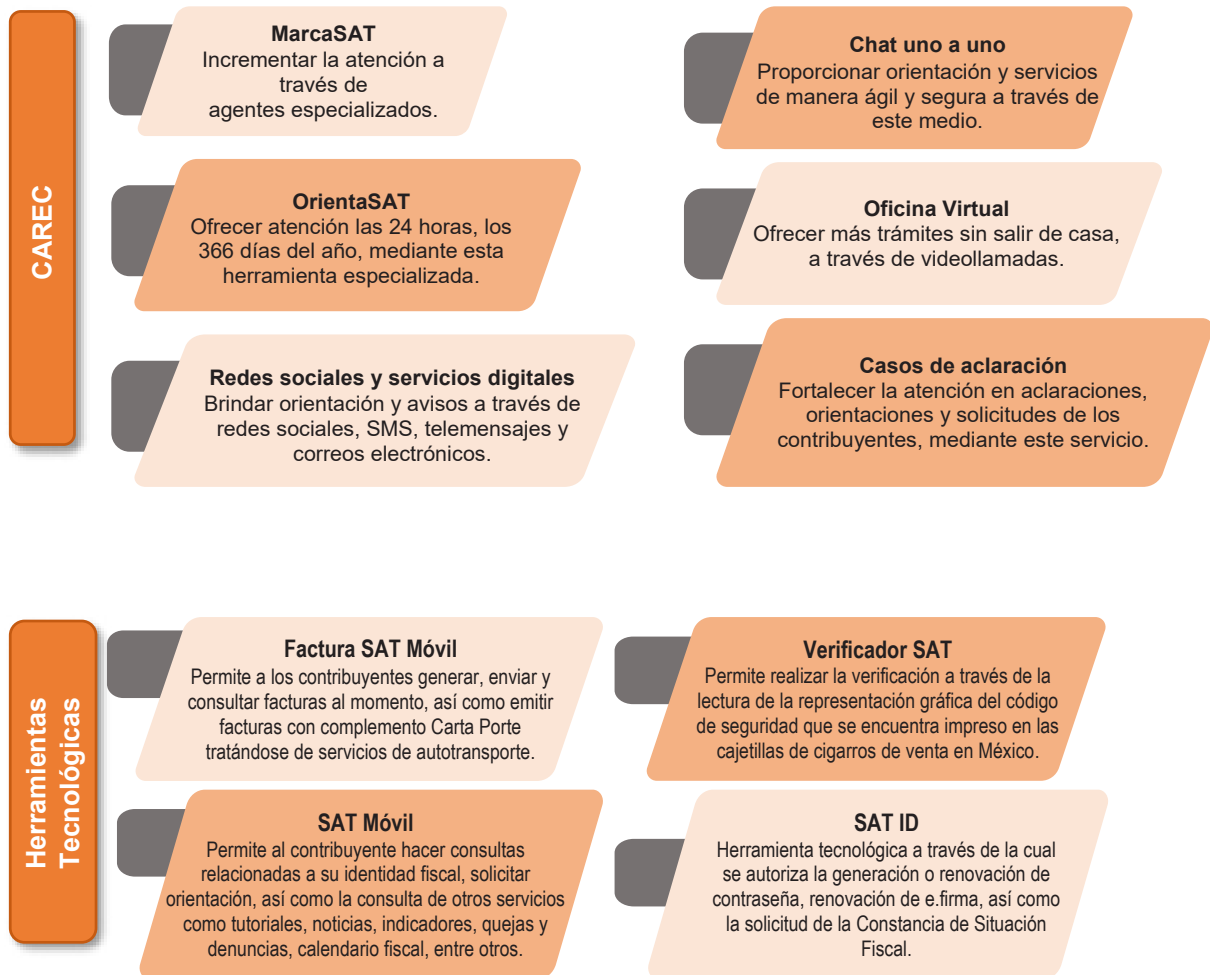 CAREC
MarcaSAT
Incrementar la atención a
través de
agentes especializados.
Chat uno a uno
Proporcionar orientación y servicios
de manera ágil y segura a través de
este medio.
OrientaSAT
Ofrecer atención las 24 horas, los
366 días del año, mediante esta
herramienta especializada.
Oficina Virtual
Ofrecer más trámites sin salir de casa,
a través de videollamadas.
Redes sociales y servicios digitales
Brindar orientación y avisos a través de
redes sociales, SMS, telemensajes y
correos electrónicos.
Casos de aclaración
Fortalecer la atención en aclaraciones,
orientaciones y solicitudes de los
contribuyentes, mediante este servicio.
Herramientas
Tecnológicas
Factura SAT Móvil
Permite a los contribuyentes generar, enviar y
consultar facturas al momento, así como emitir
facturas con complemento Carta Porte
tratándose de servicios de autotransporte.
Verificador SAT
Permite realizar la verificación a través de la
lectura de la representación gráfica del código
de seguridad que se encuentra impreso en las
cajetillas de cigarros de venta en México.
SAT Móvil
Permite al contribuyente hacer consultas
relacionadas a su identidad fiscal, solicitar
orientación, así como la consulta de otros servicios
como tutoriales, noticias, indicadores, quejas y
denuncias, calendario fiscal, entre otros.
SAT ID
Herramienta tecnológica a través de la cual
se autoriza la generación o renovación de
contraseña, renovación de e.firma, así como
la solicitud de la Constancia de Situación
Fiscal.